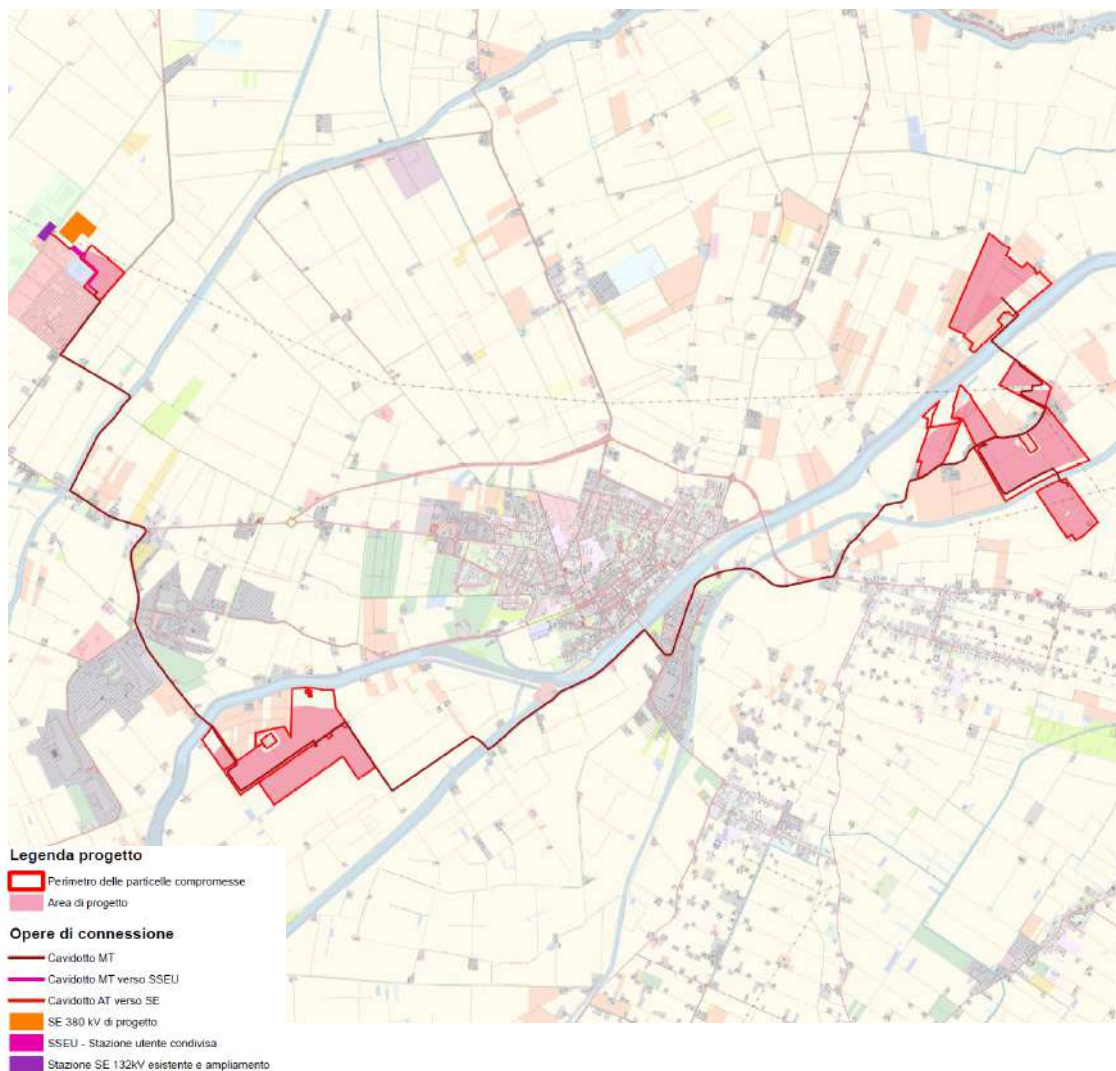 Legenda progetto
Perimetro delle particelle compromesse
Area di progetto
Opere di connessione
Cavidotto MT
Cavidotto MT verso SSEU
Cavidotto AT verso SE
SE 380 kV di progetto
SSEU - Stazione utente condivisa
Stazione SE 132kV esistente e ampliamento